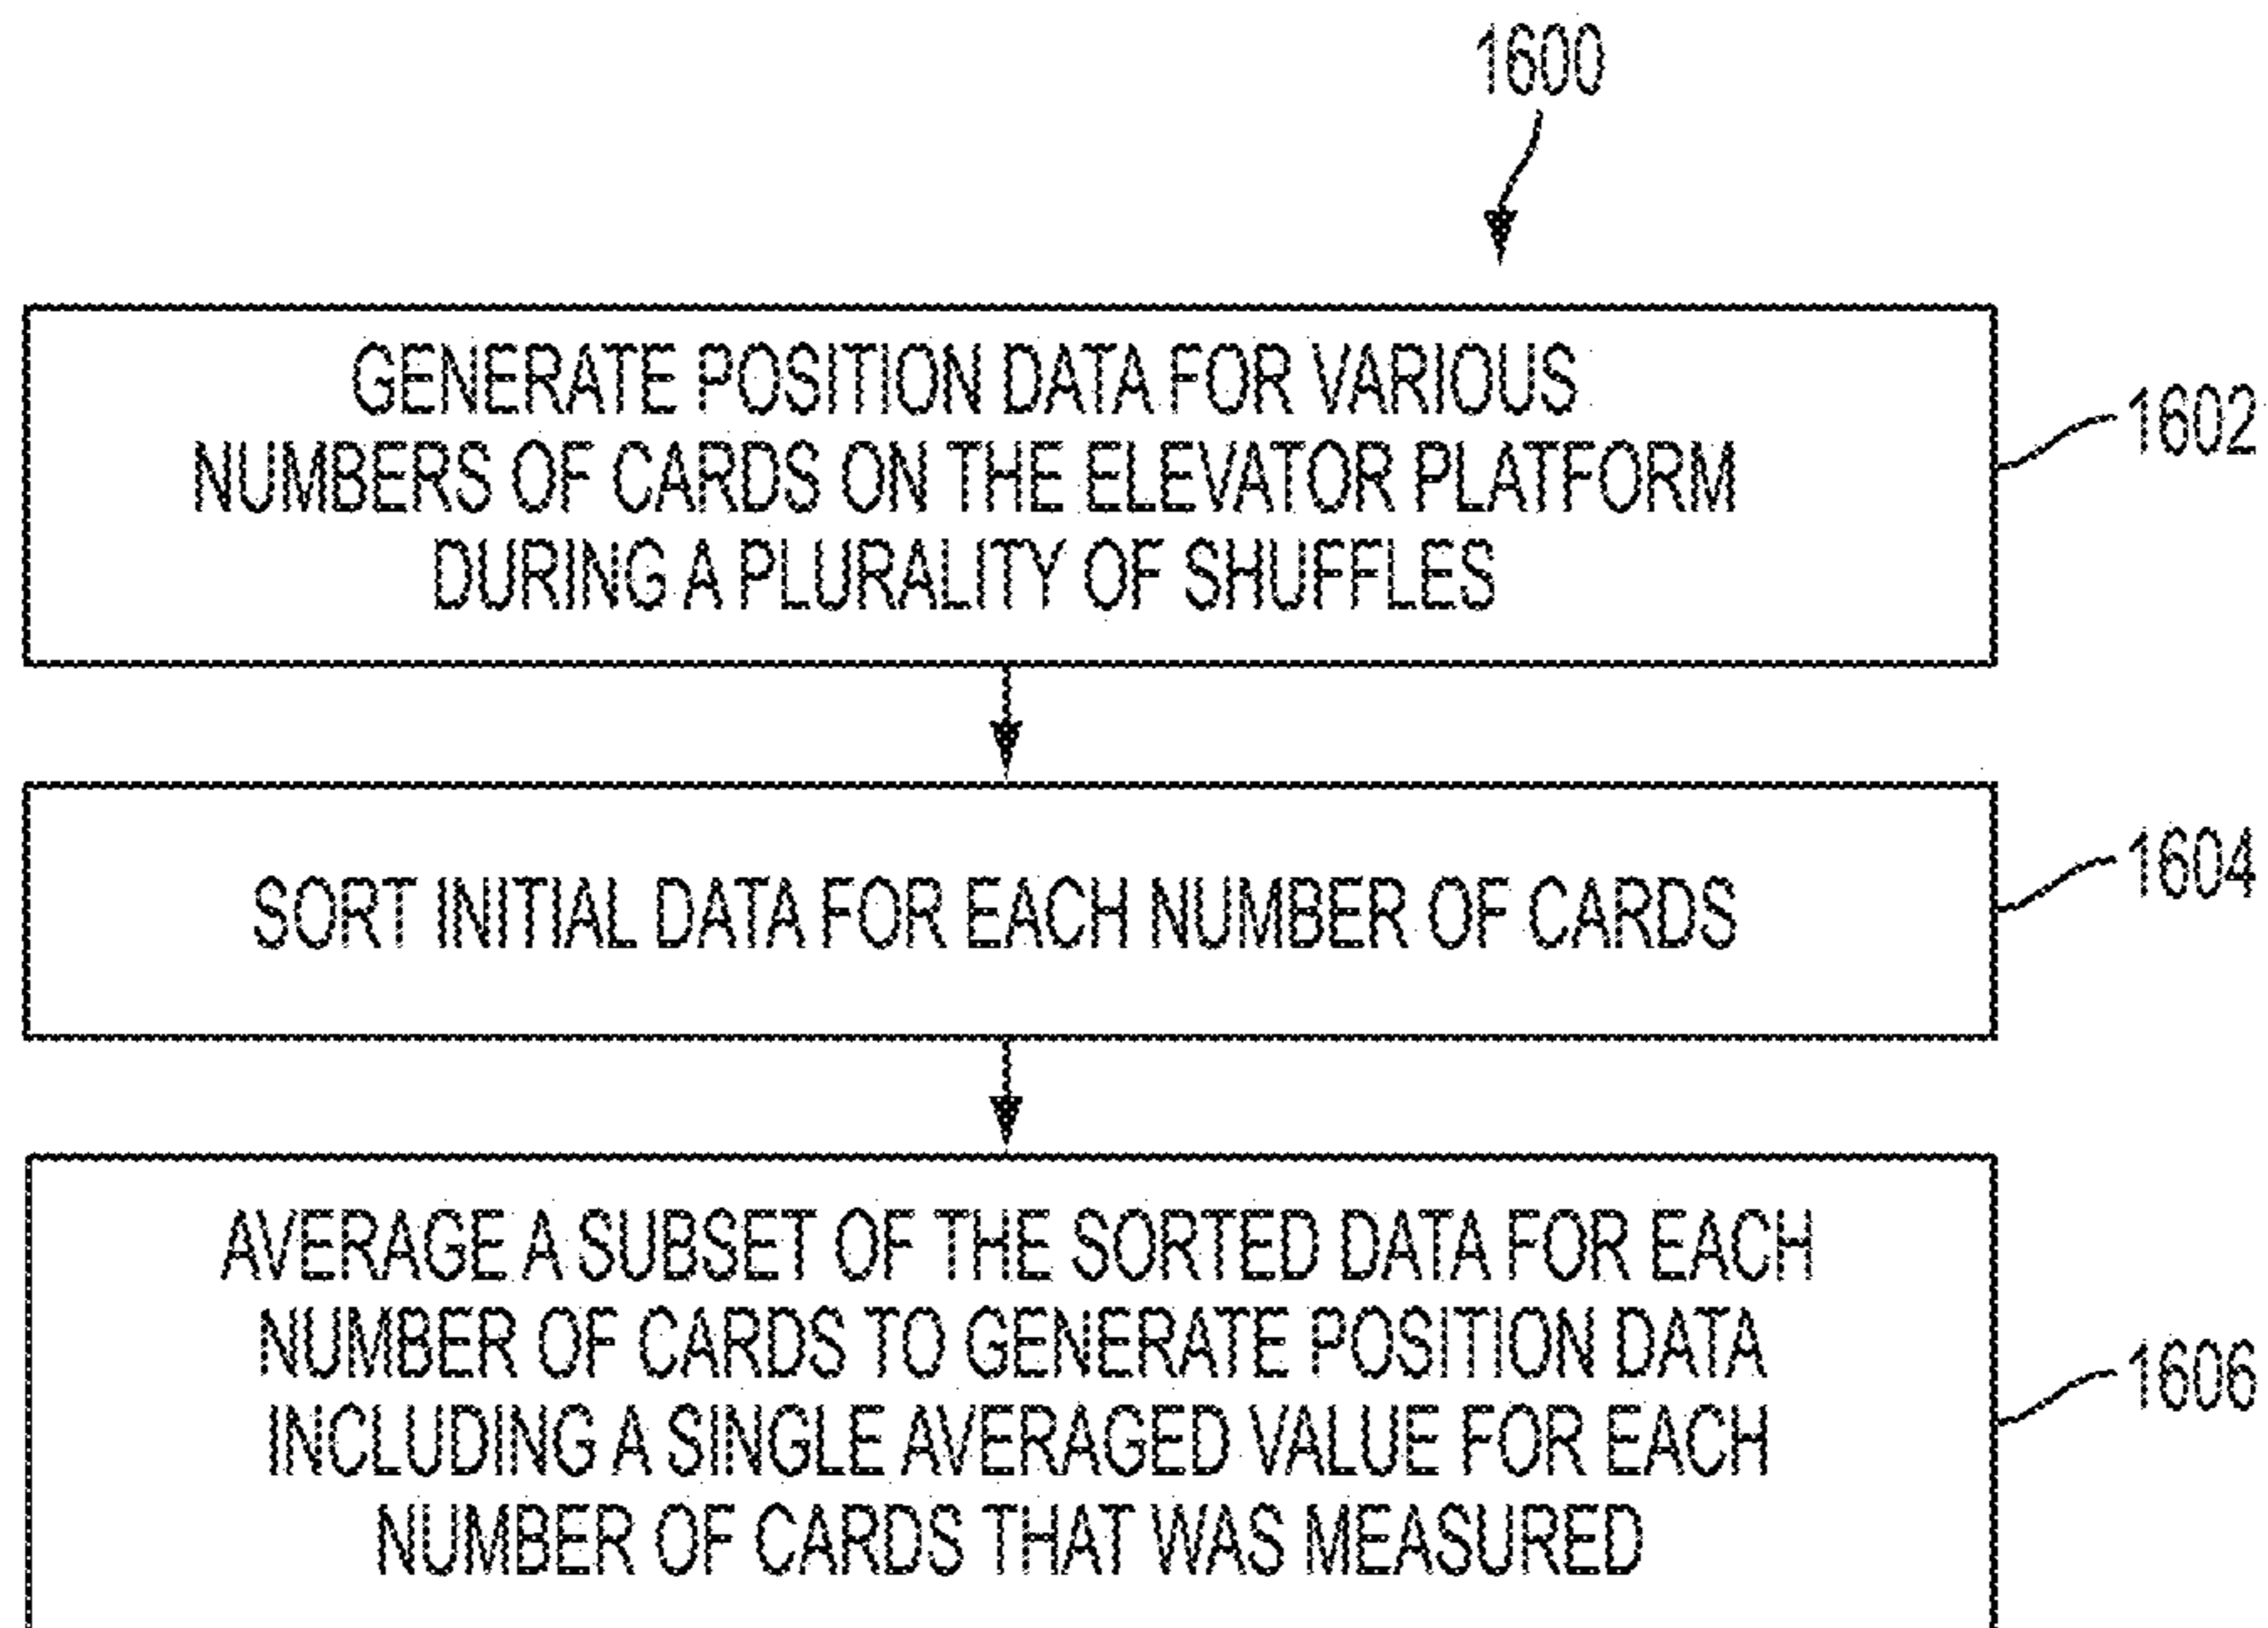 1600
GENERATE POSITION DATA FOR VARIOUS
NUMBERS OF CARDS ON THE ELEVATOR PLATFORM
DURING A PLURALITY OF SHUFFLES
1602
SORT INITIAL DATA FOR EACH NUMBER OF CARDS
1604
AVERAGE A SUBSET OF THE SORTED DATA FOR EACH
NUMBER OF CARDS TO GENERATE POSITION DATA
INCLUDING A SINGLE AVERAGED VALUE FOR EACH
NUMBER OF CARDS THAT WAS MEASURED
1606